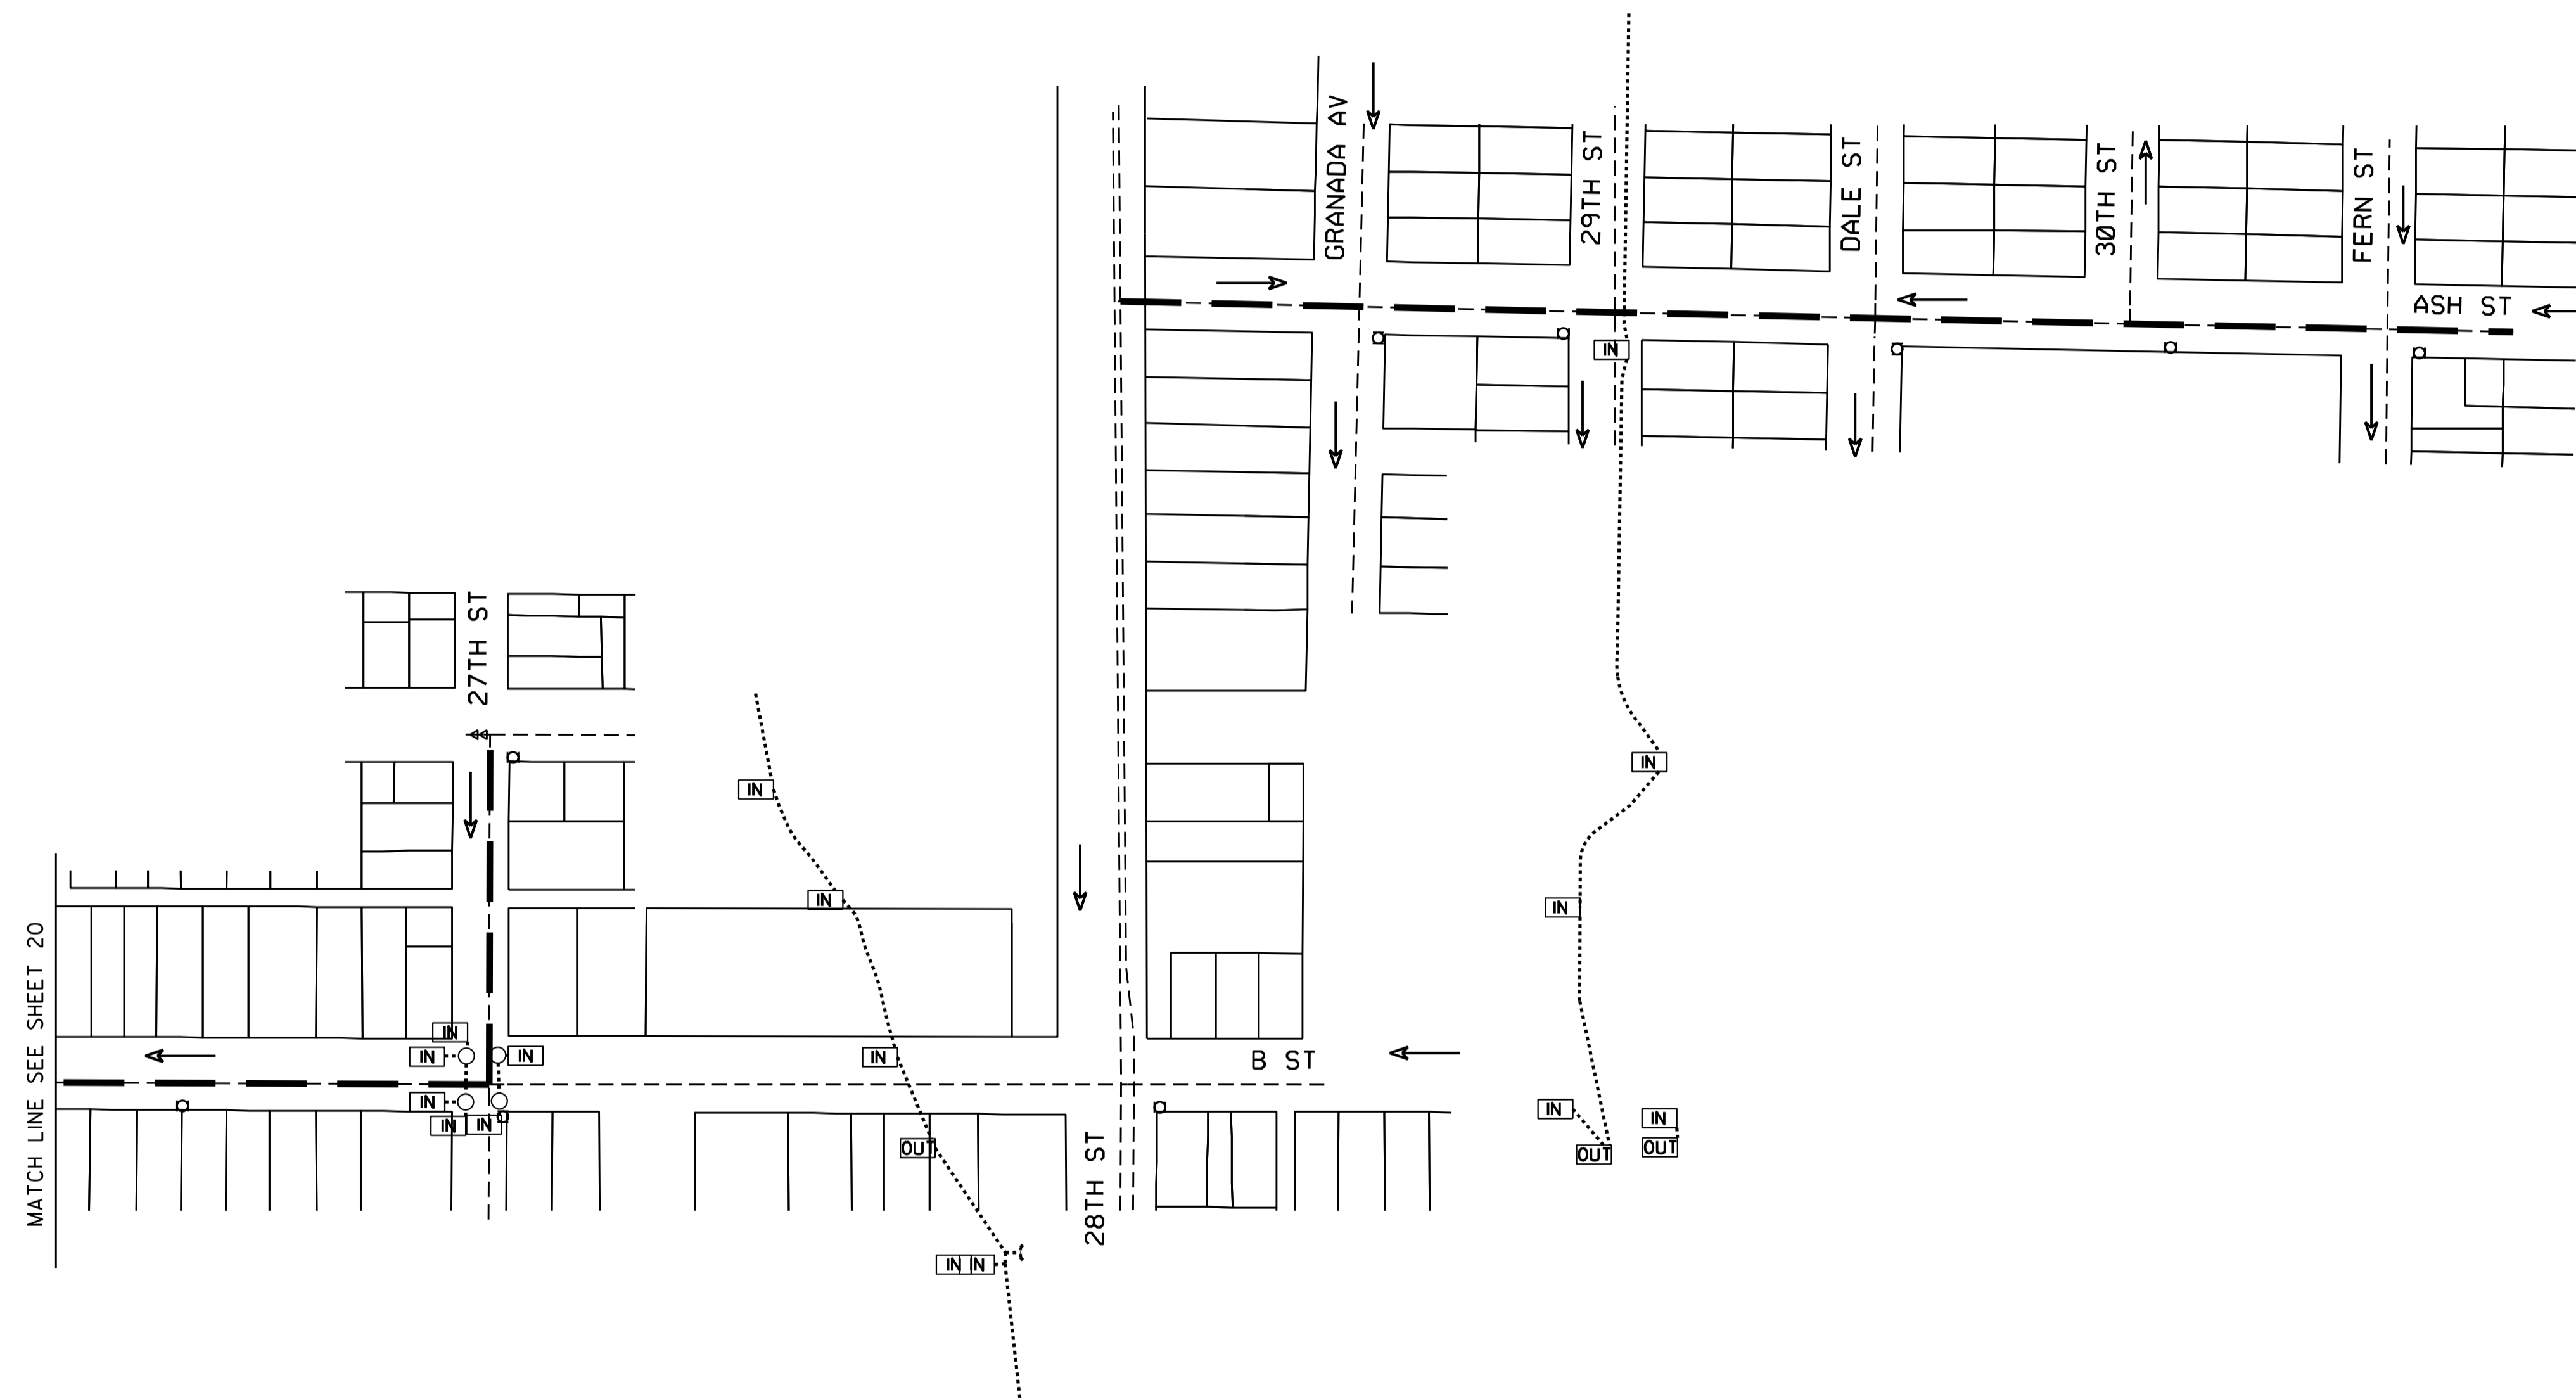 GRANADA AV
29TH ST
DALE ST
30TH ST
FERN ST
ASH ST
IN
27TH ST
IN
IN
IN
IN
MATCH LINE SEE SHEET 20
IN
IN
IN
IN
B ST
IN
IN
IN
IN
IN
OUT
OUT
OUT
28TH ST
IN
IN